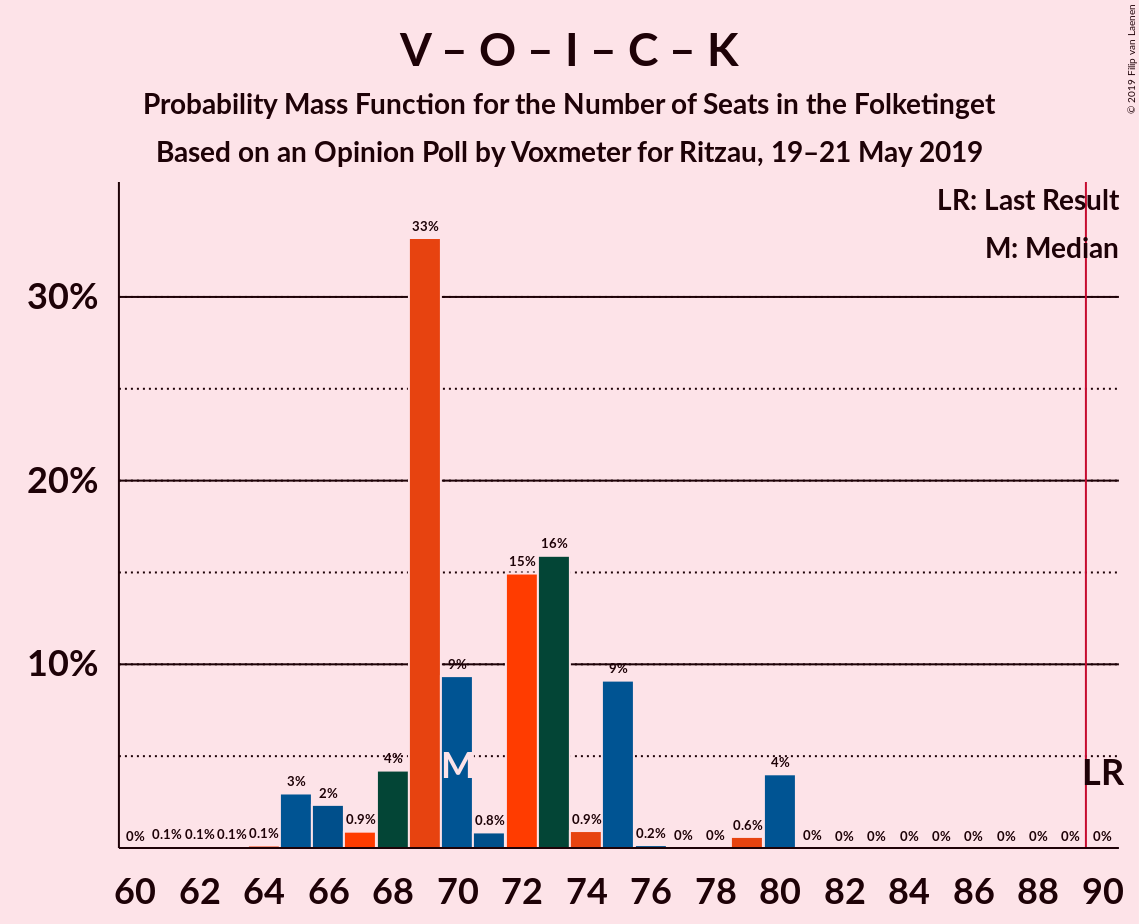 V – O – I – C – K
Probability Mass Function for the Number of Seats in the Folketinget
Based on an Opinion Poll by Voxmeter for Ritzau, 19–21 May 2019
© 2019 Filip van Laenen
LR: Last Result
M: Median
30%
20%
10%
0% 0.1% 0.1% 0.1% 0.1% 3% 2% 0.9% 4% 33% 9% 0.8% 15% 16% 0.9% 9% 0.2% 0% 0% 0.6% 4% 0% 0% 0% 0% 0% 0% 0% 0% 0% 0%
M
LR
60 62 64 66 68 70 72 74 76 78 80 82 84 86 88 90